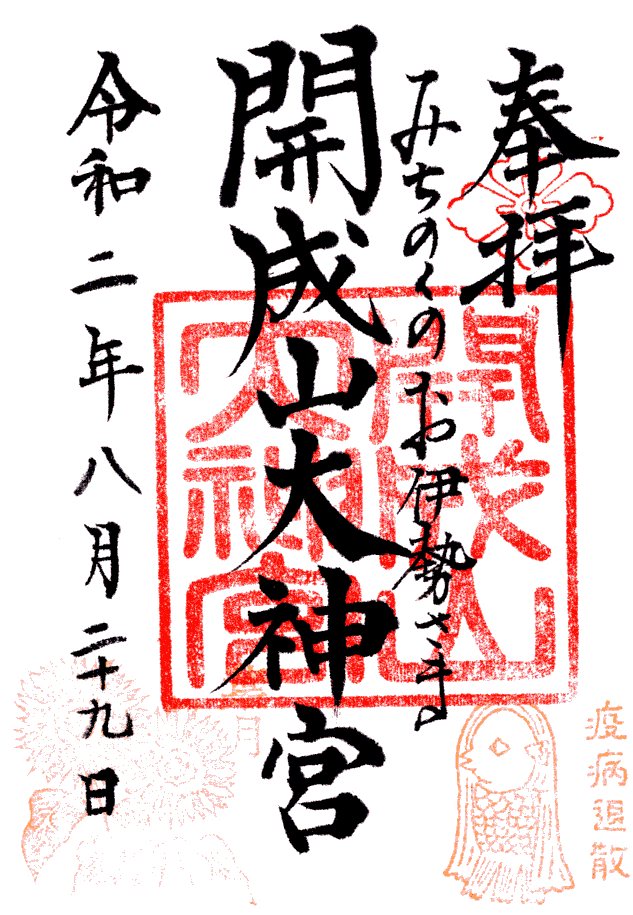 奉拝
みちのくのお伊勢さま
開成山大神宮
令和二年八月二十九日
開成山大神宮
疫病退散
月